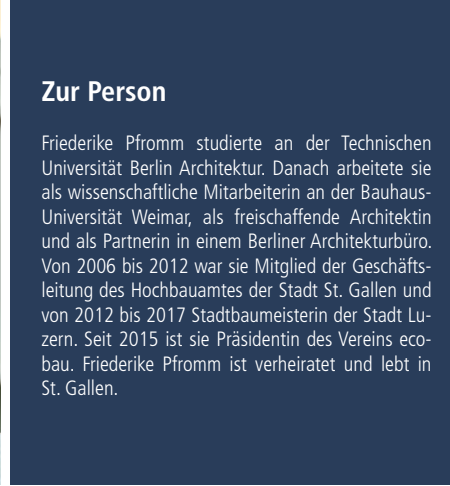 Zur Person
Friederike Pfromm studierte an der Technischen
Universität Berlin Architektur. Danach arbeitete sie
als wissenschaftliche Mitarbeiterin an der Bauhaus-
Universität Weimar, als freischaffende Architektin
und als Partnerin in einem Berliner Architekturbüro.
Von 2006 bis 2012 war sie Mitglied der Geschäfts-
leitung des Hochbauamtes der Stadt St. Gallen und
von 2012 bis 2017 Stadtbaumeisterin der Stadt Lu-
zern. Seit 2015 ist sie Präsidentin des Vereins eco-
bau. Friederike Pfromm ist verheiratet und lebt in
St. Gallen.